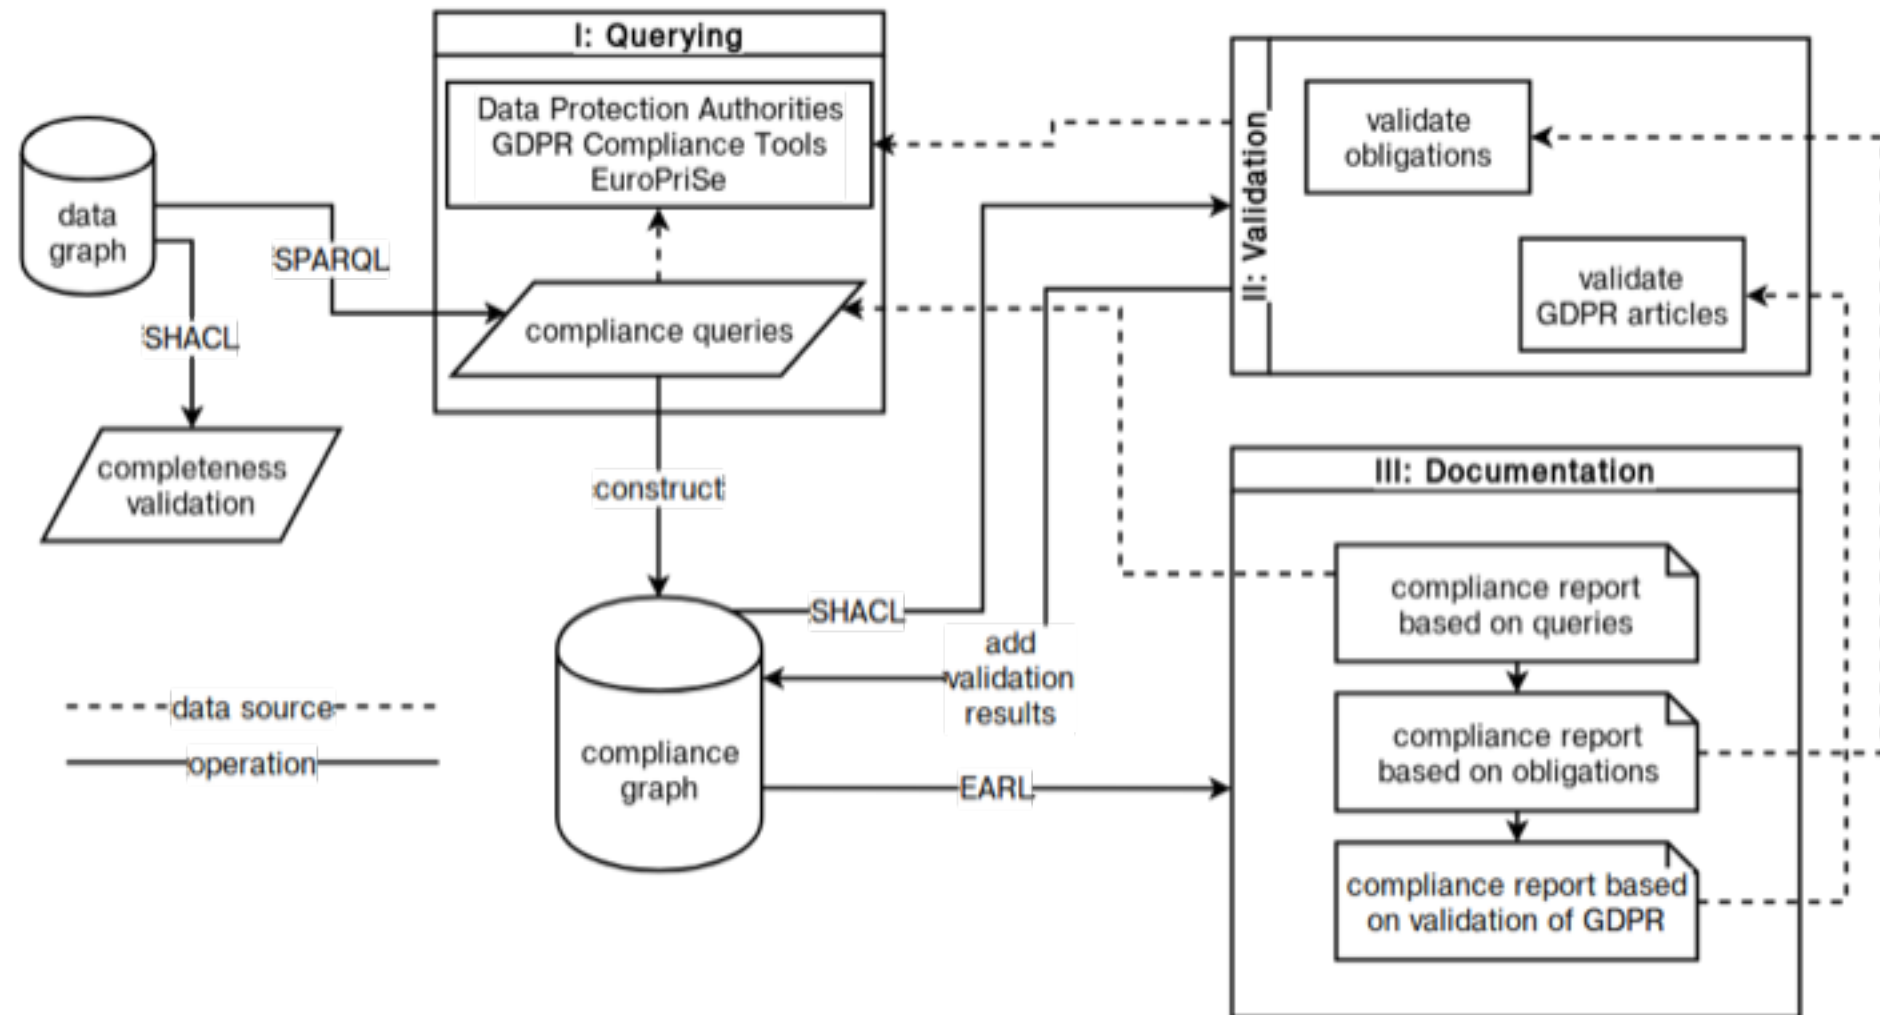 I: Querying
Data Protection Authorities
GDPR Compliance Tools
EuroPriSe
compliance queries
data
graph
SPARQL
SHACL
completeness
validation
construct
II: Validation
validate
obligations
validate
GDPR articles
SHACL
add
validation
results
compliance
graph
EARL
data source
operation
III: Documentation
compliance report
based on queries
compliance report
based on obligations
compliance report based
on validation of GDPR